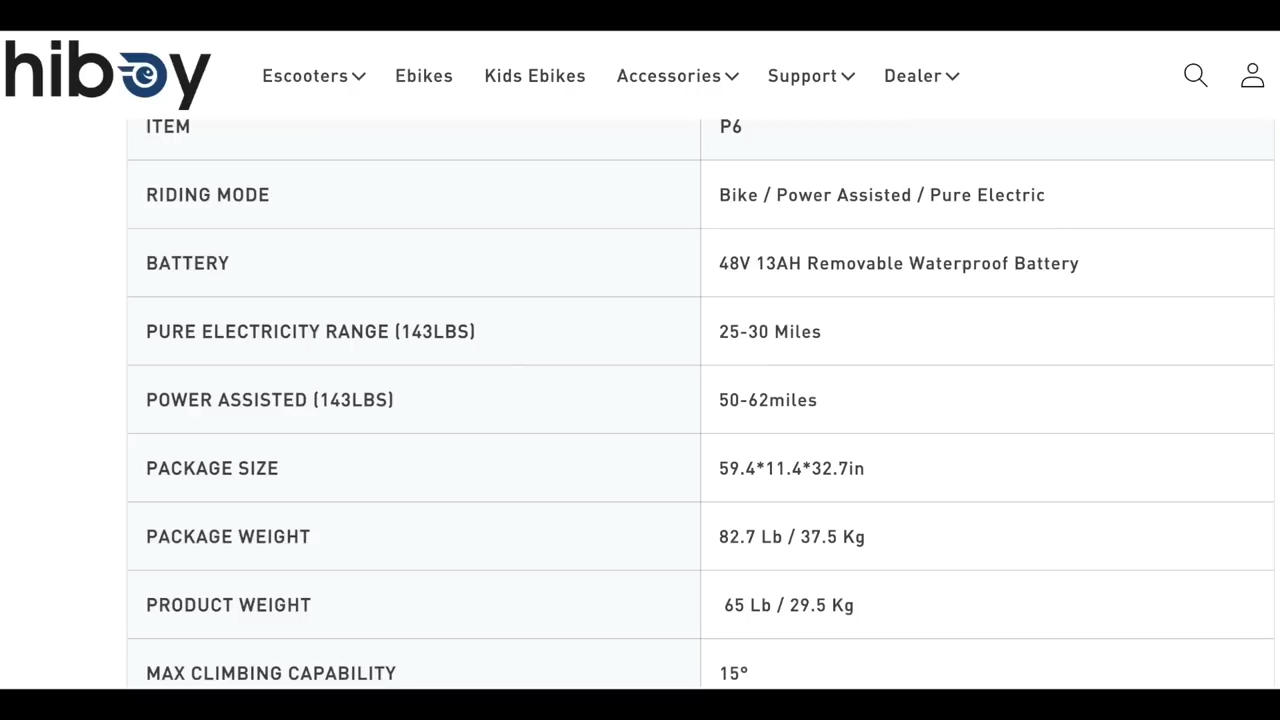 hiboy
Escooters Ebikes Kids Ebikes Accessories Support Dealer
ITEM P6
RIDING MODE Bike / Power Assisted / Pure Electric
BATTERY 48V 13AH Removable Waterproof Battery
PURE ELECTRICITY RANGE (143LBS) 25-30 Miles
POWER ASSISTED (143LBS) 50-62miles
PACKAGE SIZE 59.4*11.4*32.7in
PACKAGE WEIGHT 82.7 Lb / 37.5 Kg
PRODUCT WEIGHT 65 Lb / 29.5 Kg
MAX CLIMBING CAPABILITY 15°